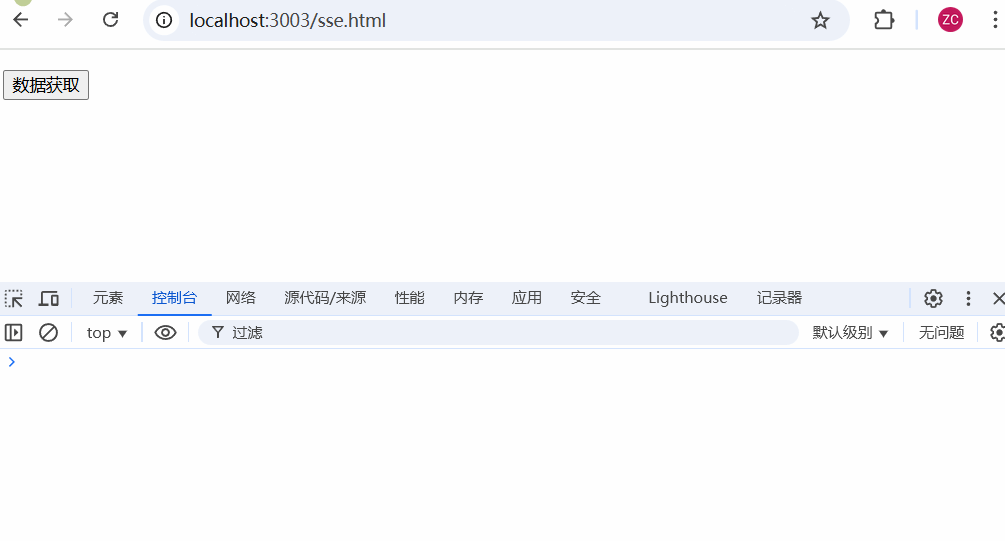 localhost:3003/sse.html
ZC
数据获取
元素 控制台 网络 源代码/来源 性能 内存 应用 安全 Lighthouse 记录器
top 过滤 默认级别 无问题